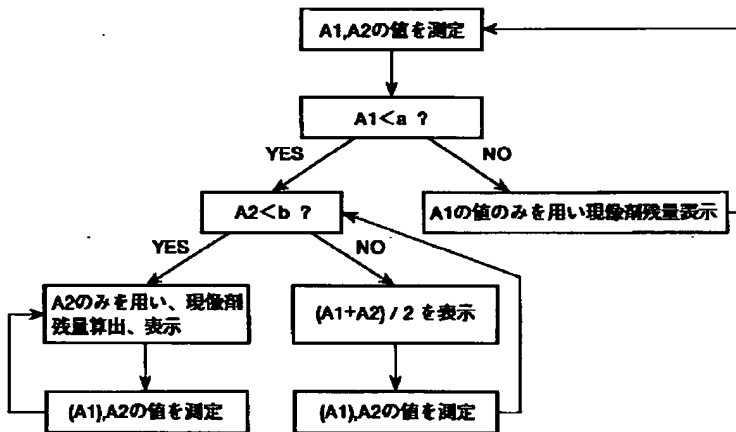 A1,A2の値を測定
A1<a ?
YES
NO
A2<b ?
A1の値のみを用い現像剤残量表示
YES
NO
A2のみを用い、現像剤
残量算出、表示
(A1+A2) / 2 を表示
(A1),A2の値を測定
(A1),A2の値を測定